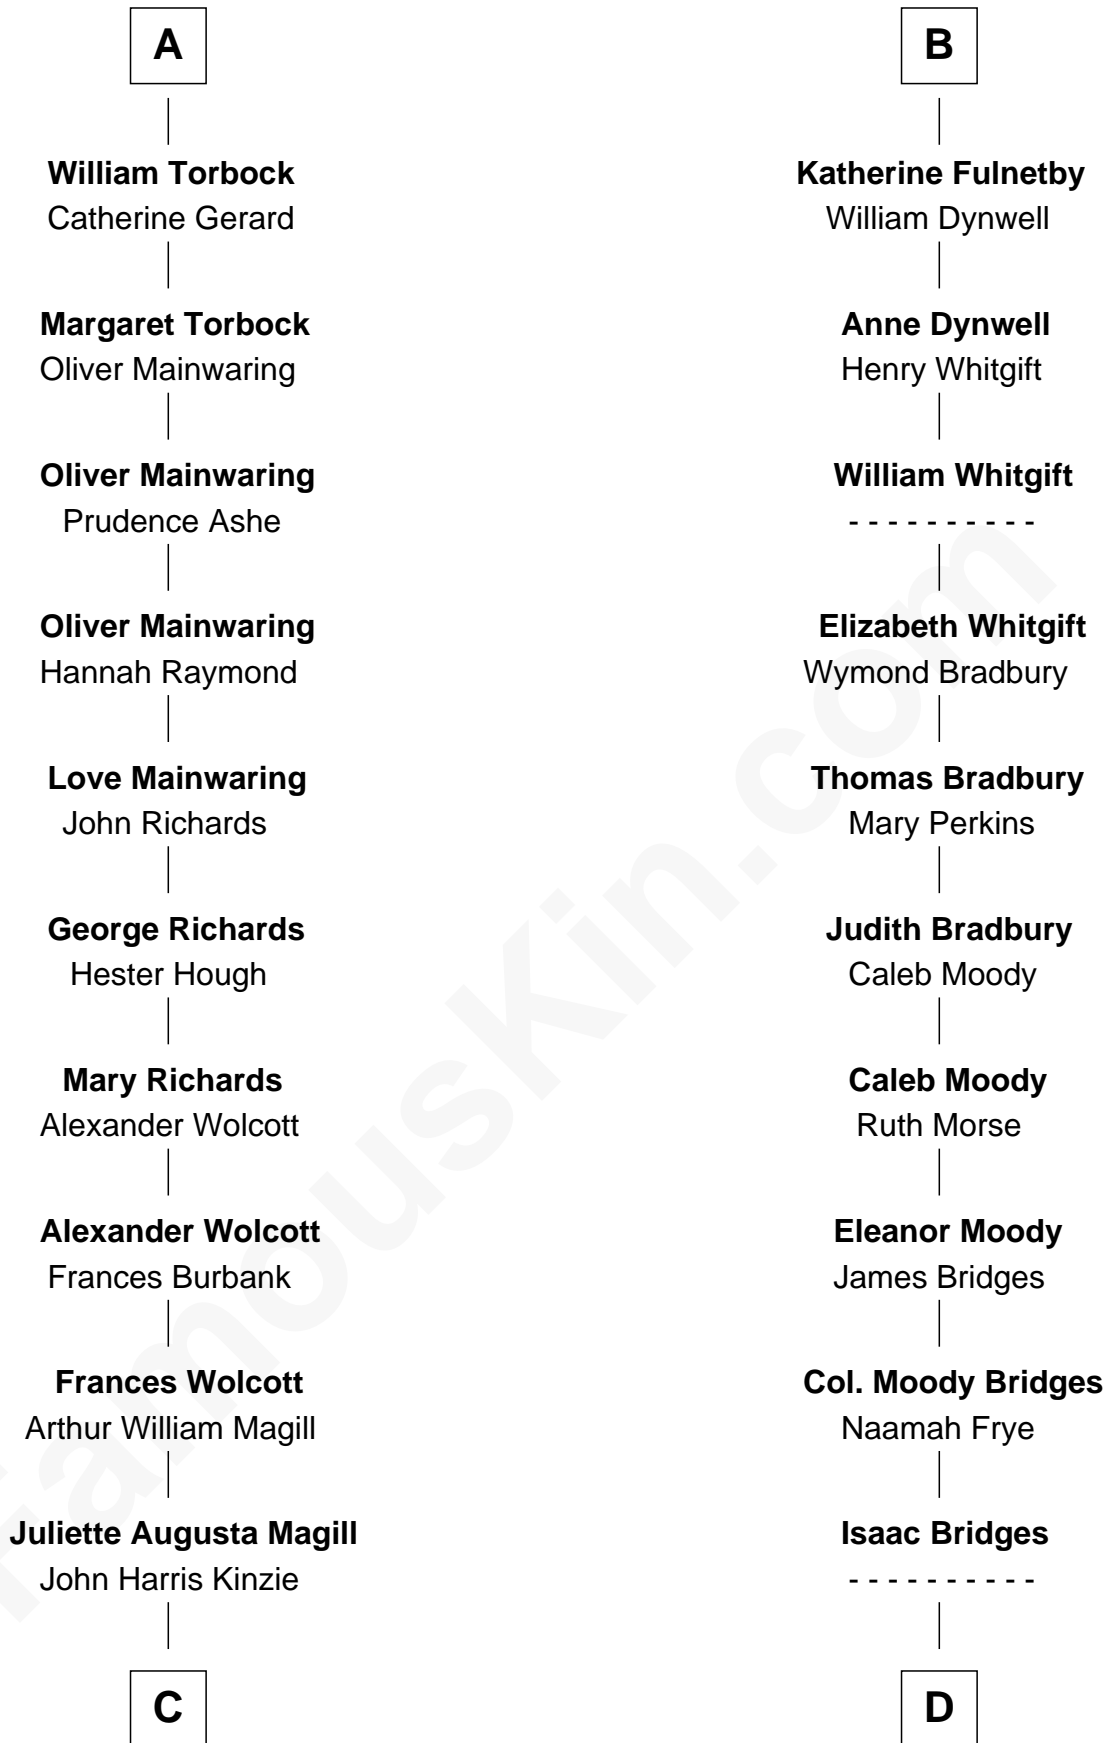 A
William Torbock
Catherine Gerard
Margaret Torbock
Oliver Mainwaring
Oliver Mainwaring
Prudence Ashe
Oliver Mainwaring
Hannah Raymond
Love Mainwaring
John Richards
George Richards
Hester Hough
Mary Richards
Alexander Wolcott
Alexander Wolcott
Frances Burbank
Frances Wolcott
Arthur William Magill
Juliette Augusta Magill
John Harris Kinzie
C
B
Katherine Fulnetby
William Dynwell
Anne Dynwell
Henry Whitgift
William Whitgift
- - - - - - - - - -
Elizabeth Whitgift
Wymond Bradbury
Thomas Bradbury
Mary Perkins
Judith Bradbury
Caleb Moody
Caleb Moody
Ruth Morse
Eleanor Moody
James Bridges
Col. Moody Bridges
Naamah Frye
Isaac Bridges
- - - - - - - - - -
D
FamousKin.com